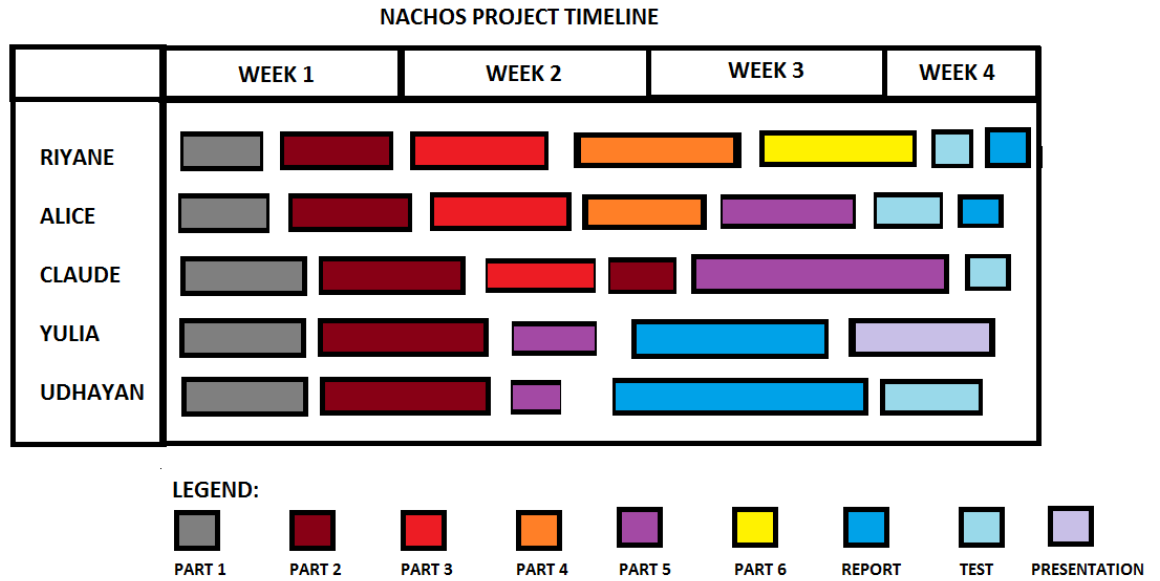 NACHOS PROJECT TIMELINE
WEEK 1 WEEK 2 WEEK 3 WEEK 4
RIYANE
ALICE
CLAUDE
YULIA
UDHAYAN
LEGEND:
PART 1 PART 2 PART 3 PART 4 PART 5 PART 6 REPORT TEST PRESENTATION